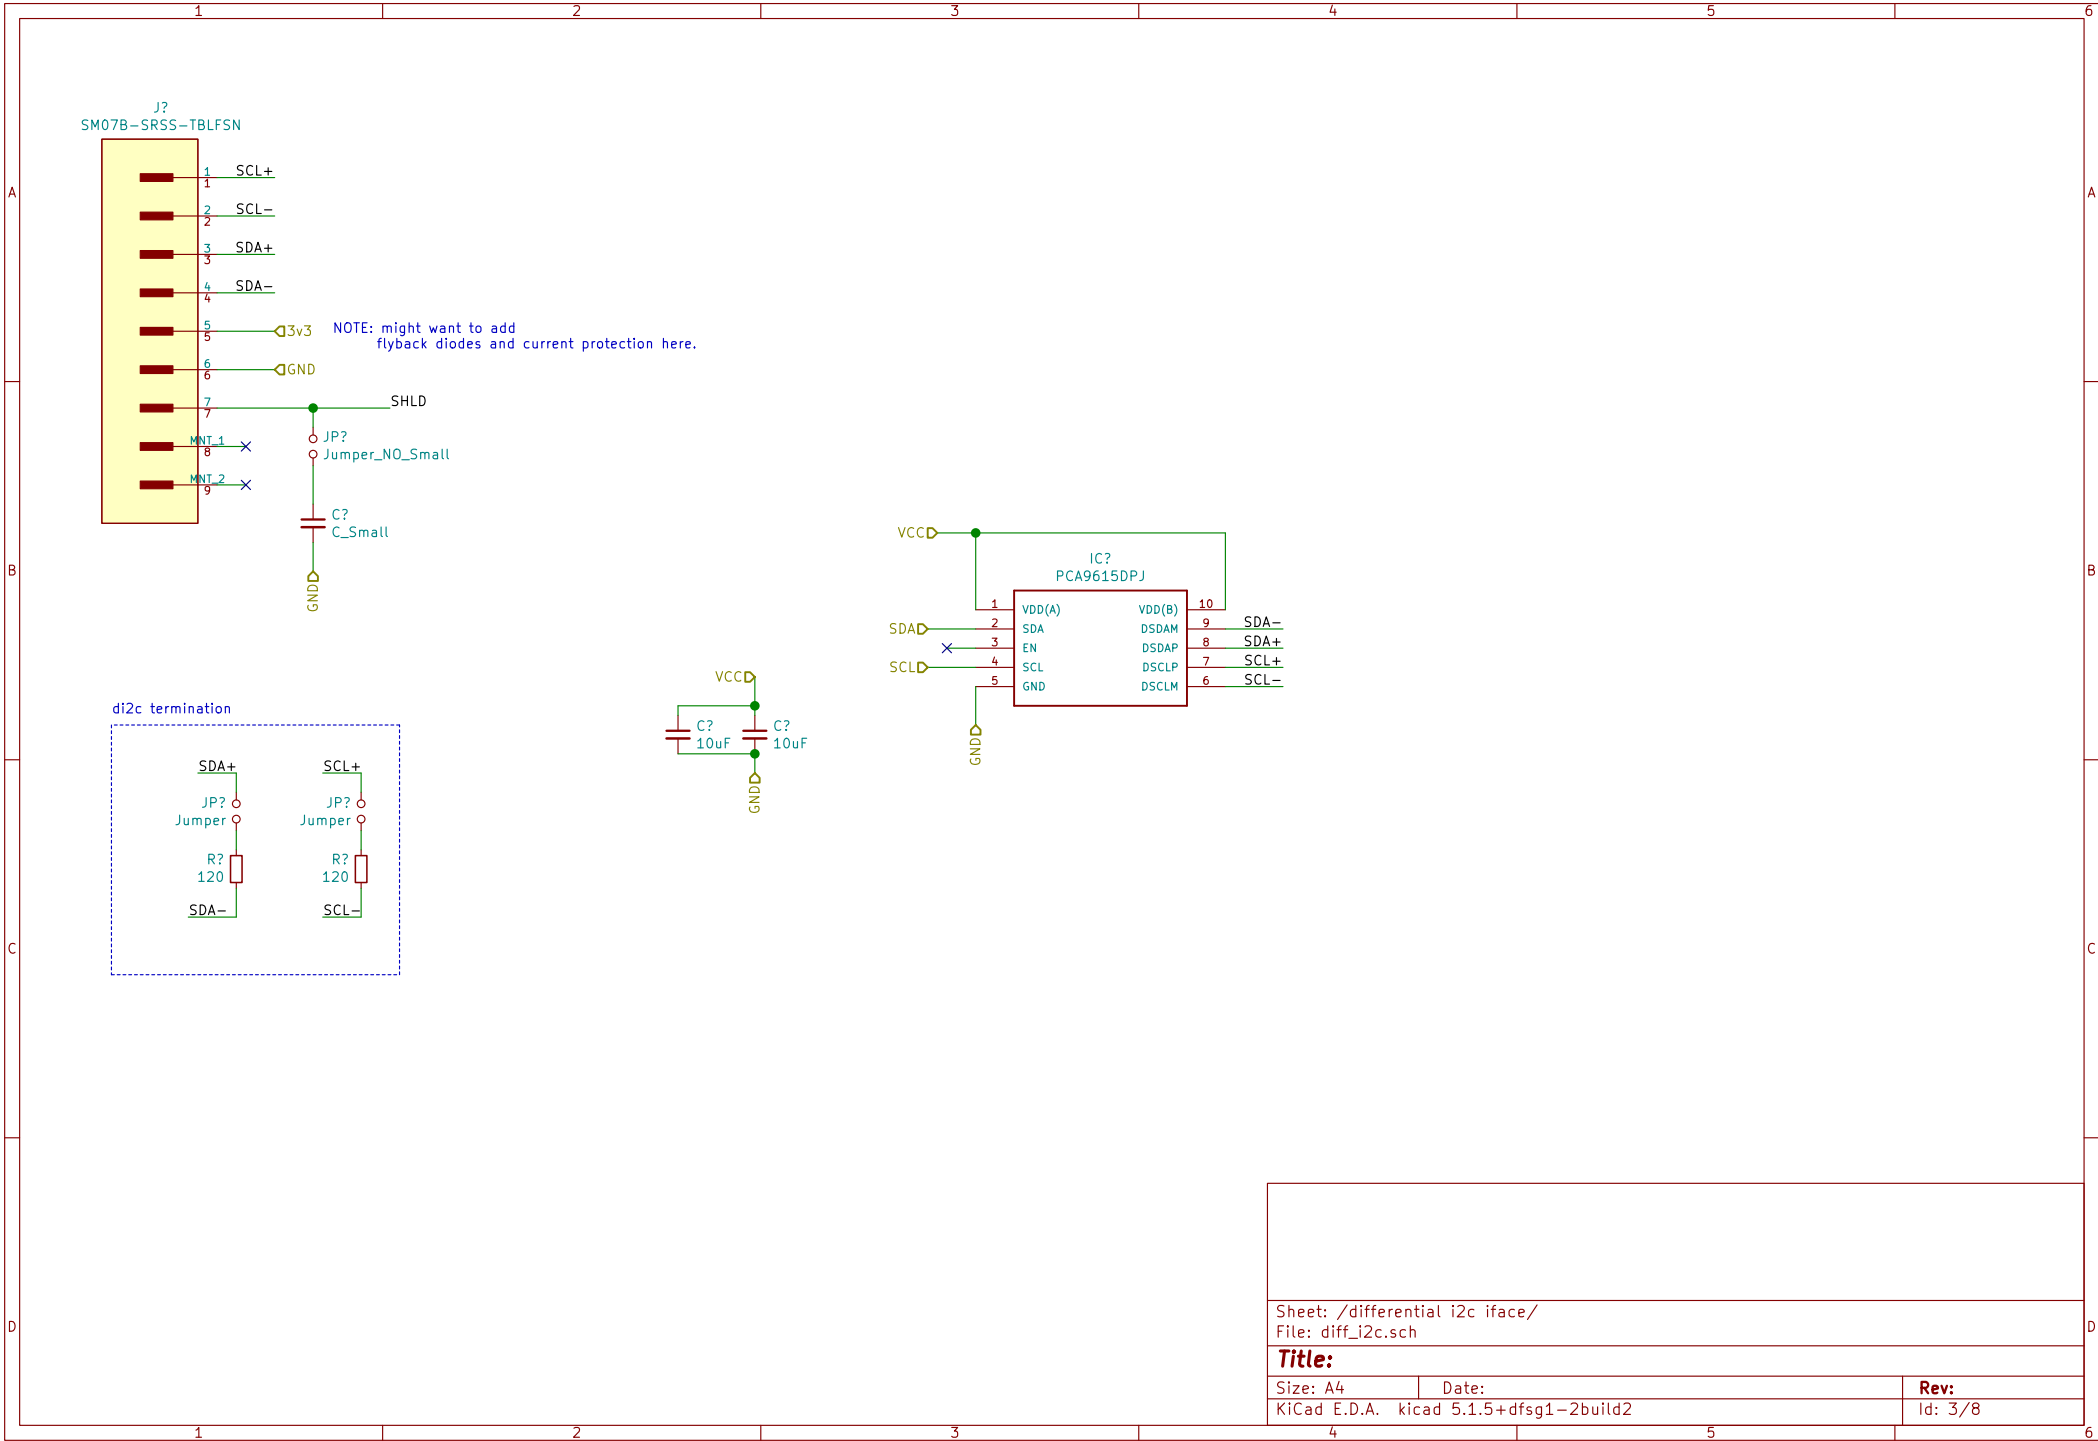 1 2 3 4 5 6
J?
SM07B-SRSS-TBLFSN
1 SCL+
1
2 SCL-
2
3 SDA+
3
4 SDA-
4
5 3v3
5
6 GND
6
7 SHLD
7
MNT_1
8
MNT_2
9
NOTE: might want to add
flyback diodes and current protection here.
JP?
Jumper_NO_Small
C?
C_Small
GND
A A
B B
C C
D D
VCC
IC?
PCA9615DPJ
1 VDD(A) VDD(B) 10
SDA 2 SDA DSDAM 9 SDA-
3 EN DSDAP 8 SDA+
SCL 4 SCL DSCLP 7 SCL+
5 GND DSCLM 6 SCL-
GND
VCC
C? C?
10uF 10uF
GND
di2c termination
SDA+ SCL+
JP? JP?
Jumper Jumper
R? R?
120 120
SDA- SCL-
Sheet: /differential i2c iface/
File: diff_i2c.sch
Title:
Size: A4 Date: Rev:
KiCad E.D.A. kicad 5.1.5+dfsg1-2build2 Id: 3/8
1 2 3 4 5 6